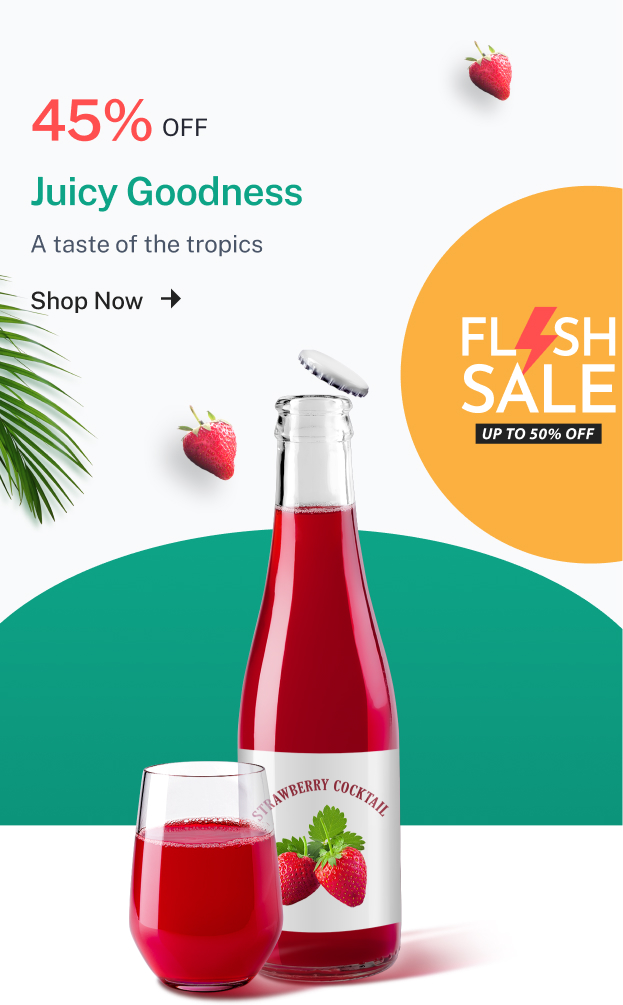 45% OFF
Juicy Goodness
A taste of the tropics
Shop Now
FLASH
SALE
UP TO 50% OFF
STRAWBERRY COCKTAIL